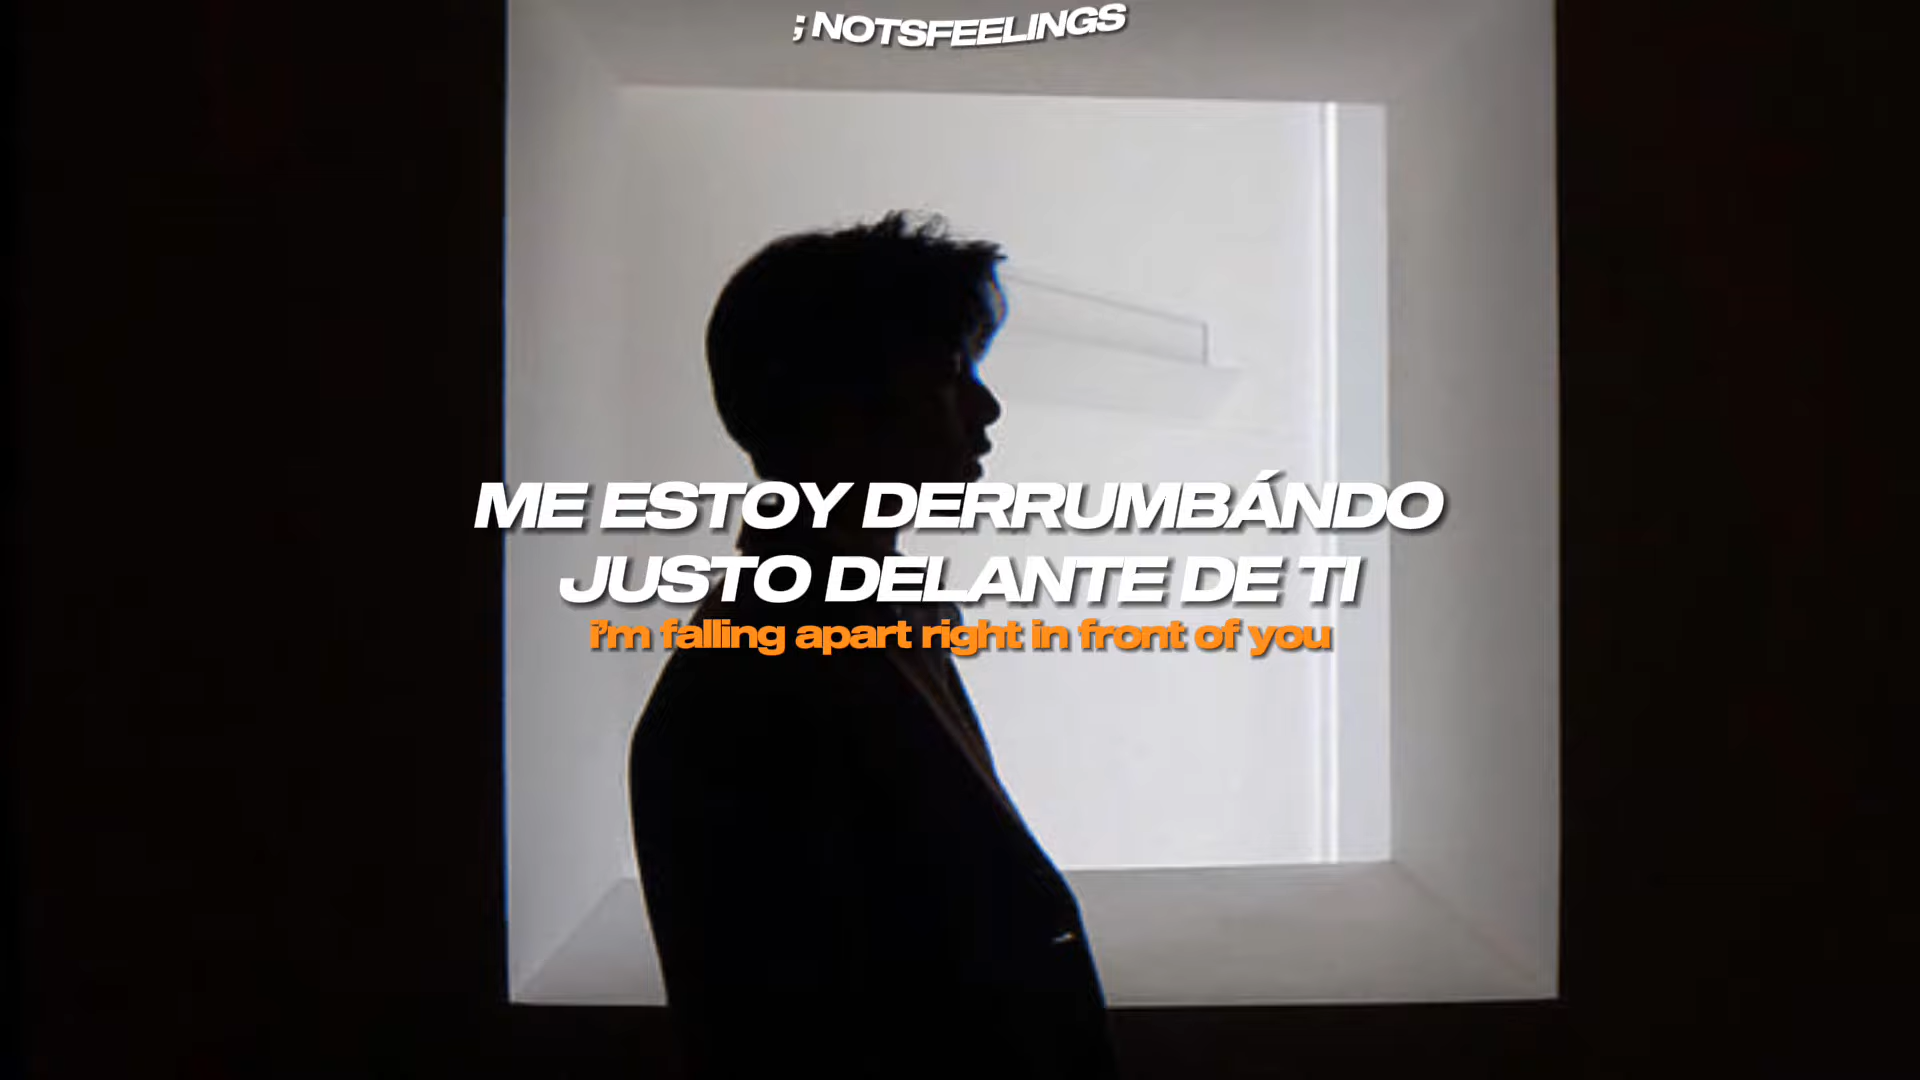 ; NOTSFEELINGS
ME ESTOY DERRUMBÁNDO
JUSTO DELANTE DE TI
i'm falling apart right in front of you